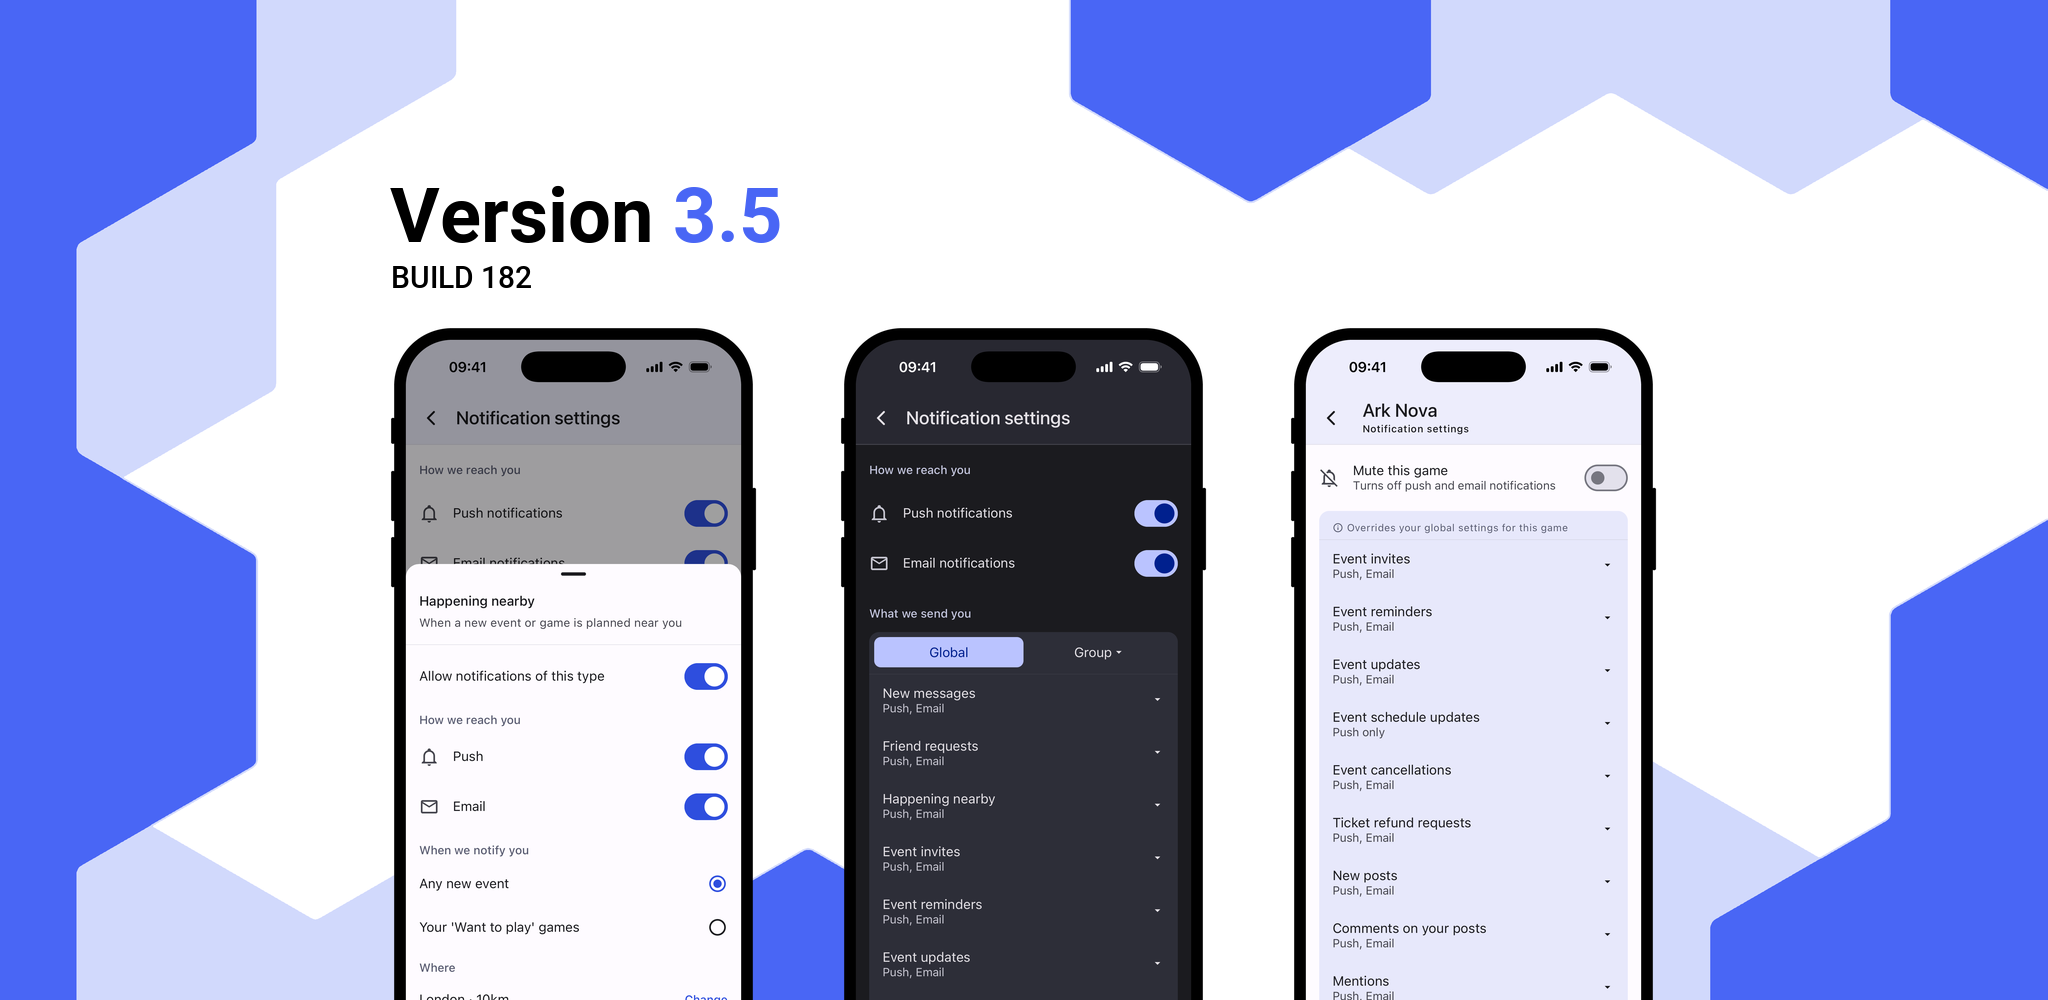 Version 3.5
BUILD 182
09:41
Notification settings
How we reach you
Push notifications
Email notifications
Happening nearby
When a new event or game is planned near you
Allow notifications of this type
How we reach you
Push
Email
When we notify you
Any new event
Your 'Want to play' games
Where
London · 10km
Change
09:41
Notification settings
How we reach you
Push notifications
Email notifications
What we send you
Global
Group
New messages
Push, Email
Friend requests
Push, Email
Happening nearby
Push, Email
Event invites
Push, Email
Event reminders
Push, Email
Event updates
Push, Email
09:41
Ark Nova
Notification settings
Mute this game
Turns off push and email notifications
Overrides your global settings for this game
Event invites
Push, Email
Event reminders
Push, Email
Event updates
Push, Email
Event schedule updates
Push only
Event cancellations
Push, Email
Ticket refund requests
Push, Email
New posts
Push, Email
Comments on your posts
Push, Email
Mentions
Push, Email